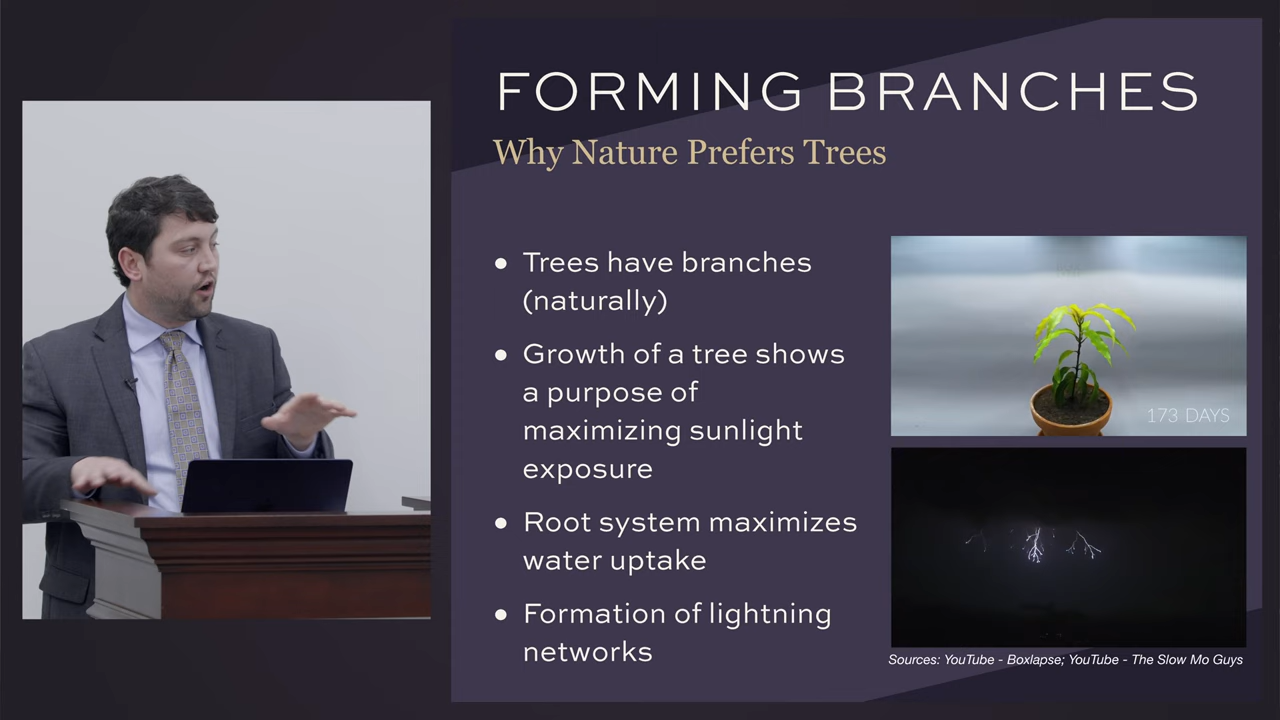 FORMING BRANCHES
Why Nature Prefers Trees
• Trees have branches
(naturally)
• Growth of a tree shows
a purpose of
maximizing sunlight
exposure
• Root system maximizes
water uptake
• Formation of lightning
networks
173 DAYS
Sources: YouTube - Boxlapse; YouTube - The Slow Mo Guys